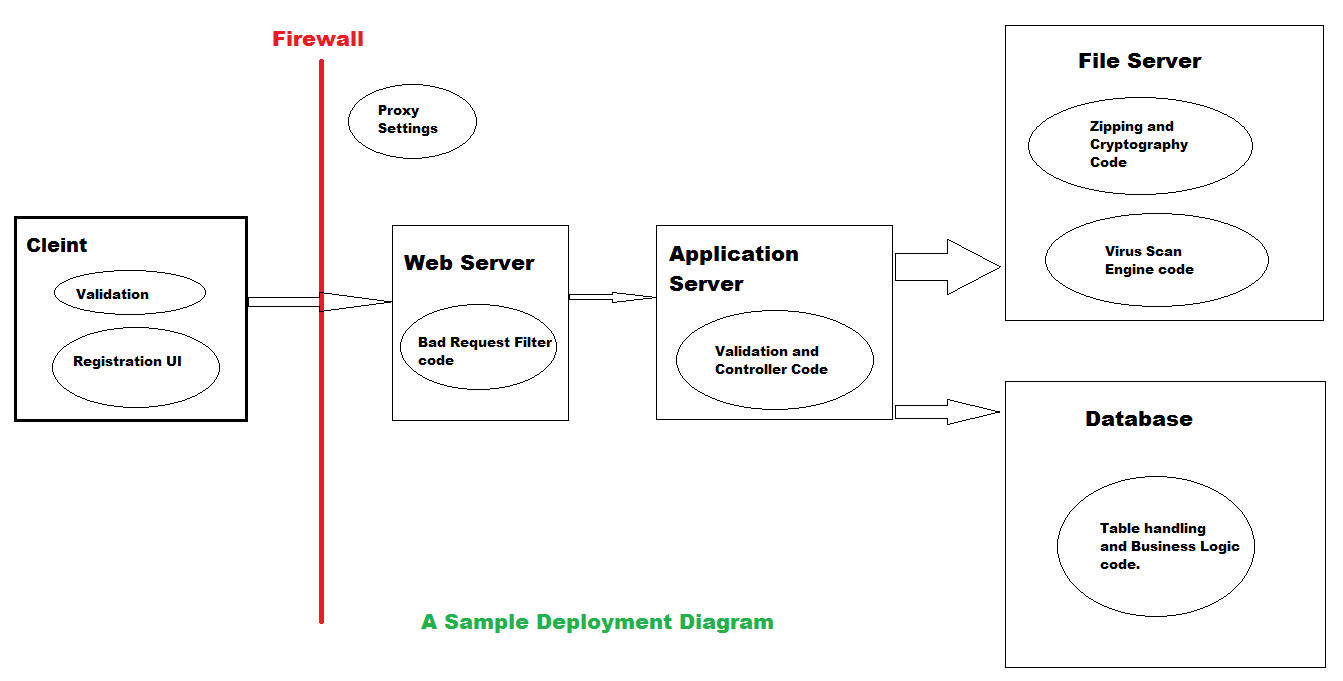 Firewall
Proxy
Settings
Cleint
Validation
Registration UI
Web Server
Bad Request Filter
code
Application
Server
Validation and
Controller Code
File Server
Zipping and
Cryptography
Code
Virus Scan
Engine code
Database
Table handling
and Business Logic
code.
A Sample Deployment Diagram